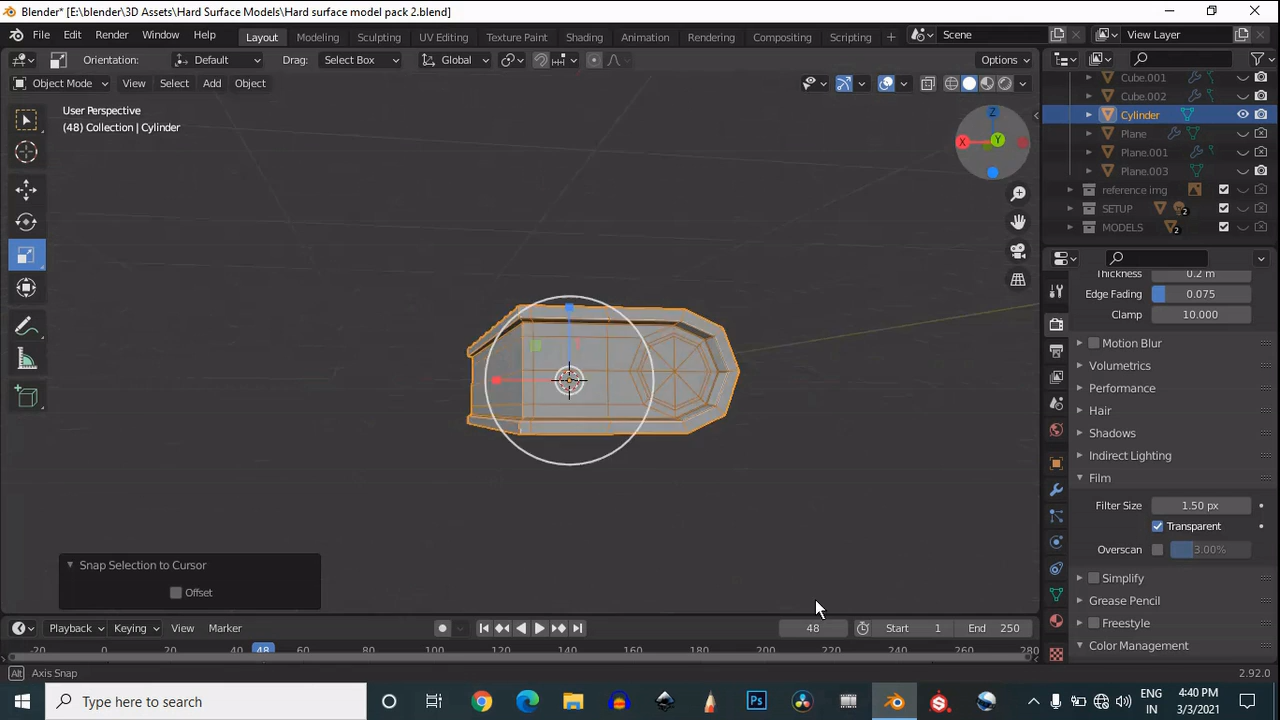 Blender* [E:\blender\3D Assets\Hard Surface Models\Hard surface model pack 2.blend]
File Edit Render Window Help Layout Modeling Sculpting UV Editing Texture Paint Shading Animation Rendering Compositing Scripting + Scene View Layer
Orientation: Default Drag: Select Box Global Options
Object Mode View Select Add Object
User Perspective
(48) Collection | Cylinder
X Y Z
Cube.001
Cube.002
Cylinder
Plane
Plane.001
Plane.003
reference img
SETUP 2
MODELS 2
Thickness 0.2 m
Edge Fading 0.075
Clamp 10.000
Motion Blur
Volumetrics
Performance
Hair
Shadows
Indirect Lighting
Film
Filter Size 1.50 px
Transparent
Overscan 3.00%
Simplify
Grease Pencil
Freestyle
Color Management
Snap Selection to Cursor
Offset
Playback Keying View Marker 48 Start 1 End 250
-20 0 20 40 48 60 80 100 120 140 160 180 200 220 240 260 280
Alt Axis Snap 2.92.0
Type here to search
Ps
ENG
IN
4:40 PM
3/3/2021